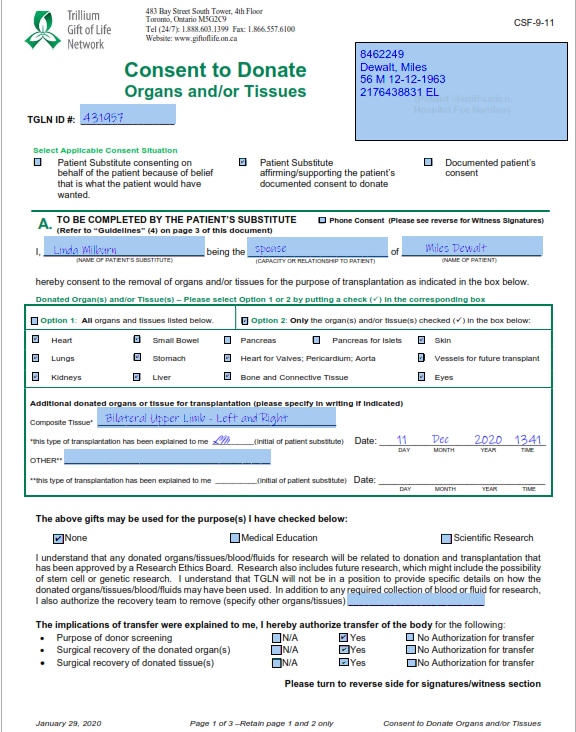 Trillium
Gift of Life
Network
483 Bay Street South Tower, 4th Floor
Toronto, Ontario M5G2C9
Tel (24/7): 1.888.603.1399 Fax: 1.866.557.6100
Website: www.giftoflife.on.ca
CSF-9-11
Consent to Donate
Organs and/or Tissues
8462249
Dewalt, Miles
56 M 12-12-1963
2176438831 EL
TGLN ID #: 431957
Select Applicable Consent Situation
Patient Substitute consenting on
behalf of the patient because of belief
that is what the patient would have
wanted.
Patient Substitute
affirming/supporting the patient's
documented consent to donate
Documented patient's
consent
A. TO BE COMPLETED BY THE PATIENT'S SUBSTITUTE
Phone Consent (Please see reverse for Witness Signatures)
(Refer to "Guidelines" (4) on page 3 of this document)
I, Linda Milburn being the spouse of Miles Dewalt
(NAME OF PATIENT'S SUBSTITUTE) (CAPACITY OR RELATIONSHIP TO PATIENT) (NAME OF PATIENT)
hereby consent to the removal of organs and/or tissues for the purpose of transplantation as indicated in the box below.
Donated Organ(s) and/or Tissue(s) – Please select Option 1 or 2 by putting a check (✓) in the corresponding box
Option 1: All organs and tissues listed below. Option 2: Only the organ(s) and/or tissue(s) checked (✓) in the box below:
Heart Small Bowel Pancreas Pancreas for Islets Skin
Lungs Stomach Heart for Valves; Pericardium; Aorta Vessels for future transplant
Kidneys Liver Bone and Connective Tissue Eyes
Additional donated organs or tissue for transplantation (please specify in writing if indicated)
Composite Tissue* Bilateral Upper Limb - Left and Right
*this type of transplantation has been explained to me LM (initial of patient substitute) Date: 11 Dec 2020 1341
DAY MONTH YEAR TIME
OTHER**
**this type of transplantation has been explained to me (initial of patient substitute) Date:
DAY MONTH YEAR TIME
The above gifts may be used for the purpose(s) I have checked below:
None Medical Education Scientific Research
I understand that any donated organs/tissues/blood/fluids for research will be related to donation and transplantation that
has been approved by a Research Ethics Board. Research also includes future research, which might include the possibility
of stem cell or genetic research. I understand that TGLN will not be in a position to provide specific details on how the
donated organs/tissues/blood/fluids may have been used. In addition to any required collection of blood or fluid for research,
I also authorize the recovery team to remove (specify other organs/tissues)
The implications of transfer were explained to me, I hereby authorize transfer of the body for the following:
• Purpose of donor screening N/A Yes No Authorization for transfer
• Surgical recovery of the donated organ(s) N/A Yes No Authorization for transfer
• Surgical recovery of donated tissue(s) N/A Yes No Authorization for transfer
Please turn to reverse side for signatures/witness section
January 29, 2020 Page 1 of 3 –Retain page 1 and 2 only Consent to Donate Organs and/or Tissues